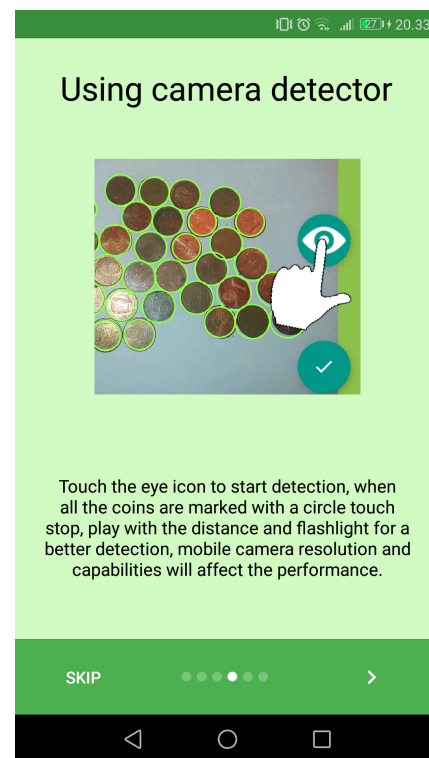 27 20.33
Using camera detector
Touch the eye icon to start detection, when
all the coins are marked with a circle touch
stop, play with the distance and flashlight for a
better detection, mobile camera resolution and
capabilities will affect the performance.
SKIP